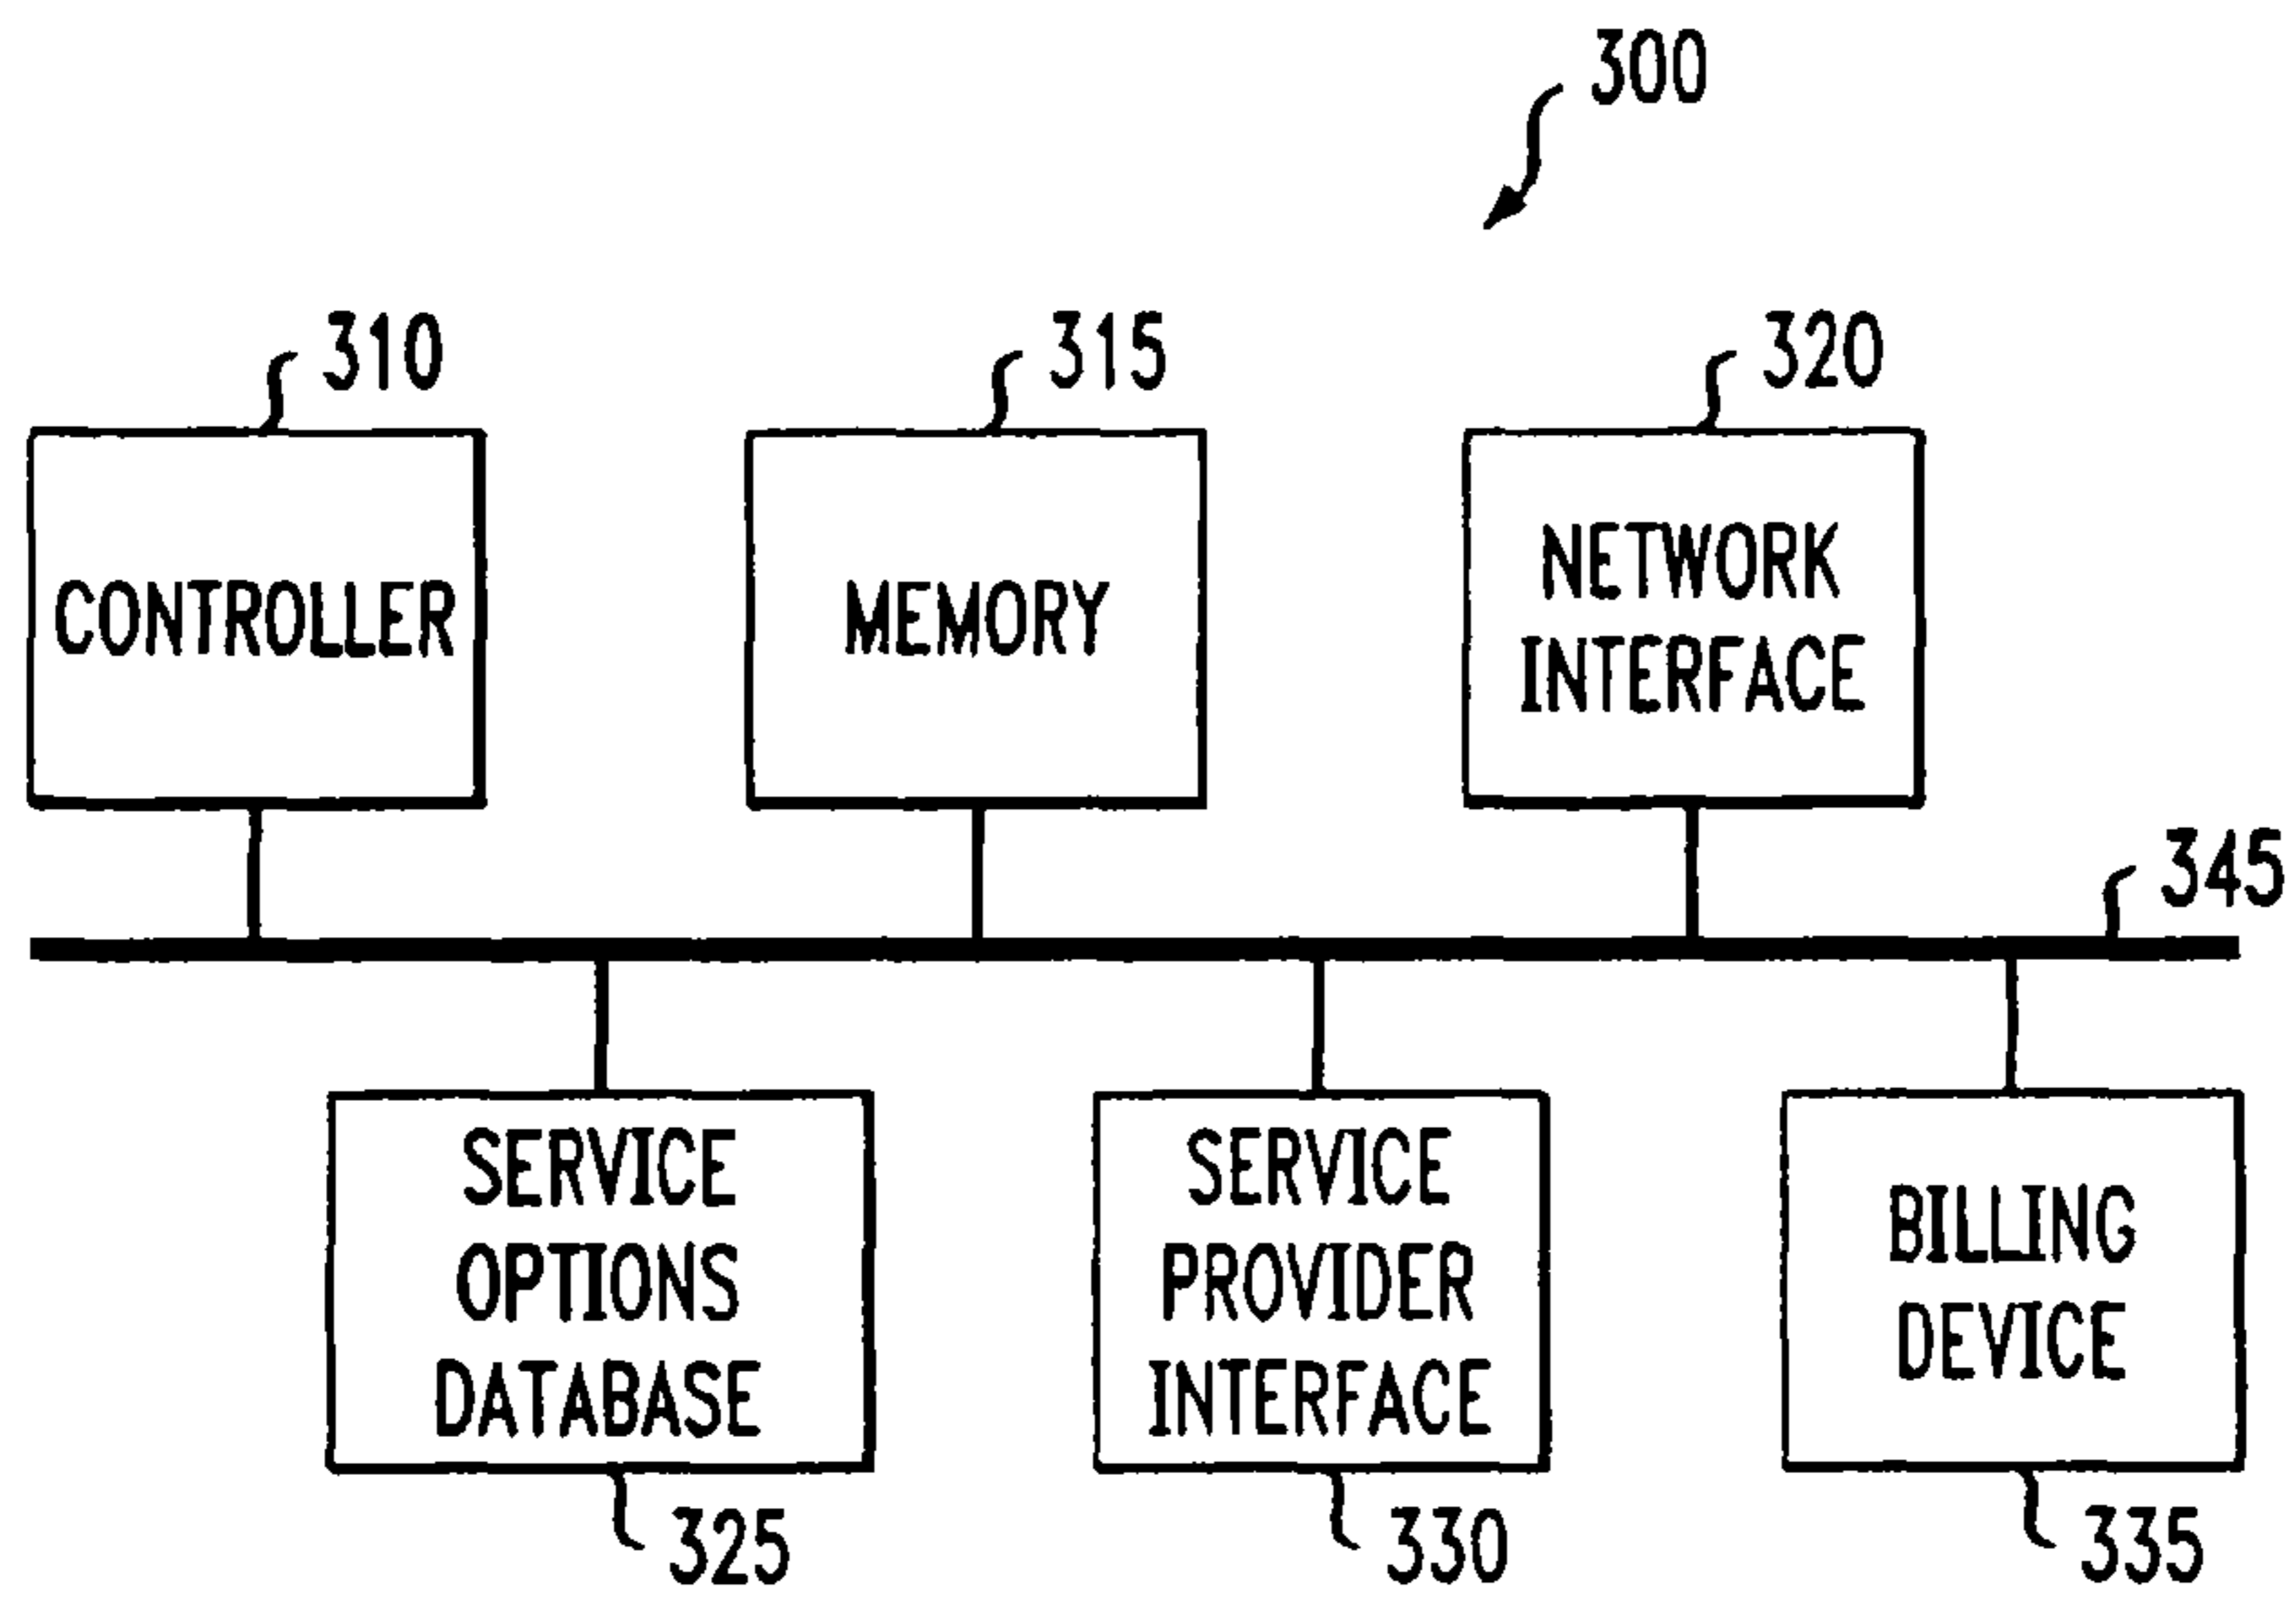 300
310
315
320
CONTROLLER
MEMORY
NETWORK
INTERFACE
345
SERVICE
OPTIONS
DATABASE
SERVICE
PROVIDER
INTERFACE
BILLING
DEVICE
325
330
335